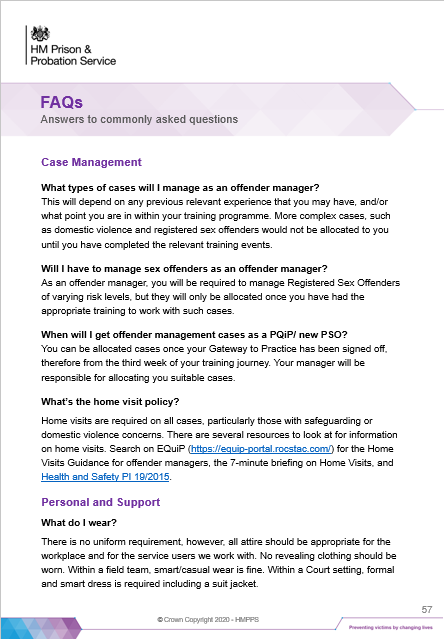 HM Prison &
Probation Service
FAQs
Answers to commonly asked questions
Case Management
What types of cases will I manage as an offender manager?
This will depend on any previous relevant experience that you may have, and/or
what point you are in within your training programme. More complex cases, such
as domestic violence and registered sex offenders would not be allocated to you
until you have completed the relevant training events.
Will I have to manage sex offenders as an offender manager?
As an offender manager, you will be required to manage Registered Sex Offenders
of varying risk levels, but they will only be allocated once you have had the
appropriate training to work with such cases.
When will I get offender management cases as a PQiP/ new PSO?
You can be allocated cases once your Gateway to Practice has been signed off,
therefore from the third week of your training journey. Your manager will be
responsible for allocating you suitable cases.
What's the home visit policy?
Home visits are required on all cases, particularly those with safeguarding or
domestic violence concerns. There are several resources to look at for information
on home visits. Search on EQuiP (https://equip-portal.rocstac.com/) for the Home
Visits Guidance for offender managers, the 7-minute briefing on Home Visits, and
Health and Safety PI 19/2015.
Personal and Support
What do I wear?
There is no uniform requirement, however, all attire should be appropriate for the
workplace and for the service users we work with. No revealing clothing should be
worn. Within a field team, smart/casual wear is fine. Within a Court setting, formal
and smart dress is required including a suit jacket.
57
© Crown Copyright 2020 - HMPPS
Preventing victims by changing lives